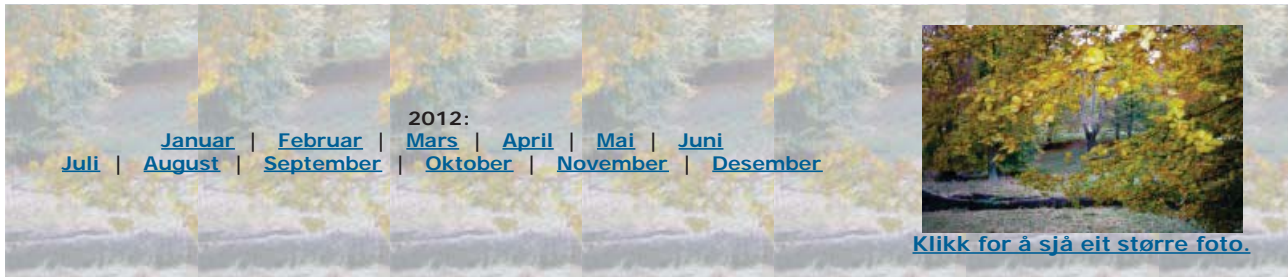 2012:
Januar | Februar | Mars | April | Mai | Juni
Juli | August | September | Oktober | November | Desember
Klikk for å sjå eit større foto.